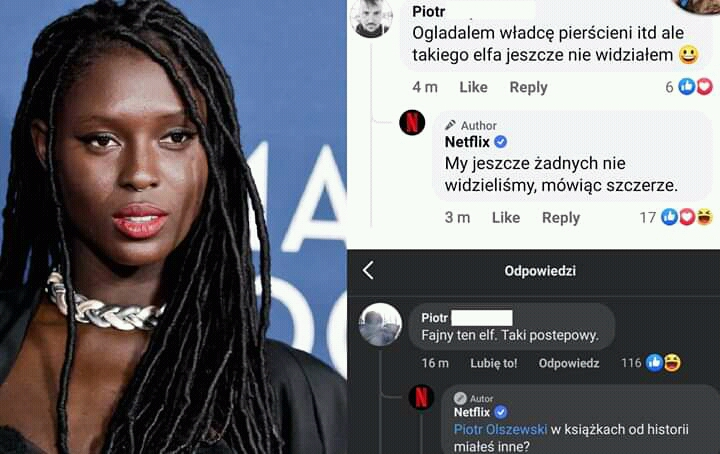 MA
D
Piotr
Ogladalem władcę pierścieni itd ale
takiego elfa jeszcze nie widziałem 😀
4 m Like Reply 6
N
Author
Netflix
My jeszcze żadnych nie
widzieliśmy, mówiąc szczerze.
3 m Like Reply 17
Odpowiedzi
Piotr
Fajny ten elf. Taki postepowy.
16 m Lubię to! Odpowiedz 116
N
Autor
Netflix
Piotr Olszewski w książkach od historii
miałeś inne?